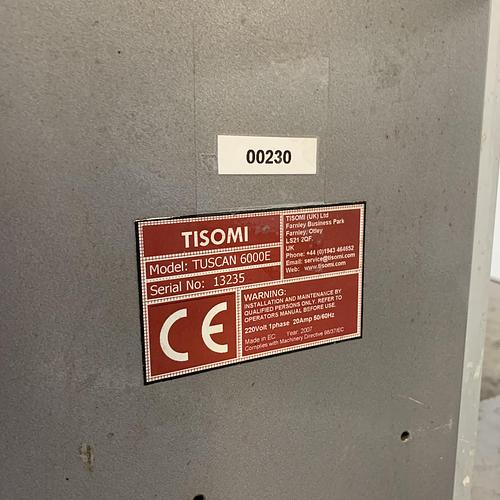 00230
TISOMI
Model: TUSCAN 6000E
Serial No: 13235
TISOMI (UK) Ltd
Farnley Business Park
Farnley, Otley
LS21 2QF.
UK
Phone: +44 (0)1943 464652
Email: service@tisomi.com
Web: www.tisomi.com
CE
WARNING:
INSTALLATION AND MAINTENANCE BY
QUALIFIED PERSONS ONLY. REFER TO
OPERATORS MANUAL BEFORE USE.
220Volt 1phase 20Amp 50/60Hz
Made in EC Year: 2007
Complies with Machinery Directive 98/37/EC